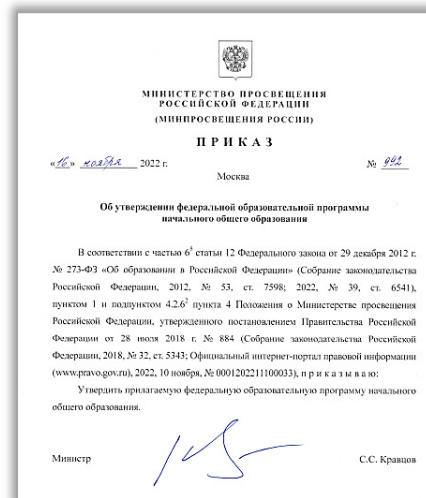 МИНИСТЕРСТВО ПРОСВЕЩЕНИЯ
РОССИЙСКОЙ ФЕДЕРАЦИИ
(МИНПРОСВЕЩЕНИЯ РОССИИ)
ПРИКАЗ
«16» ноября 2022 г. № 992
Москва
Об утверждении федеральной образовательной программы
начального общего образования
В соответствии с частью 6⁵ статьи 12 Федерального закона от 29 декабря 2012 г.
№ 273-ФЗ «Об образовании в Российской Федерации» (Собрание законодательства
Российской Федерации, 2012, № 53, ст. 7598; 2022, № 39, ст. 6541),
пунктом 1 и подпунктом 4.2.6² пункта 4 Положения о Министерстве просвещения
Российской Федерации, утвержденного постановлением Правительства Российской
Федерации от 28 июля 2018 г. № 884 (Собрание законодательства Российской
Федерации, 2018, № 32, ст. 5343; Официальный интернет-портал правовой информации
(www.pravo.gov.ru), 2022, 10 ноября, № 0001202211100033), приказываю:
Утвердить прилагаемую федеральную образовательную программу начального
общего образования.
Министр С.С. Кравцов